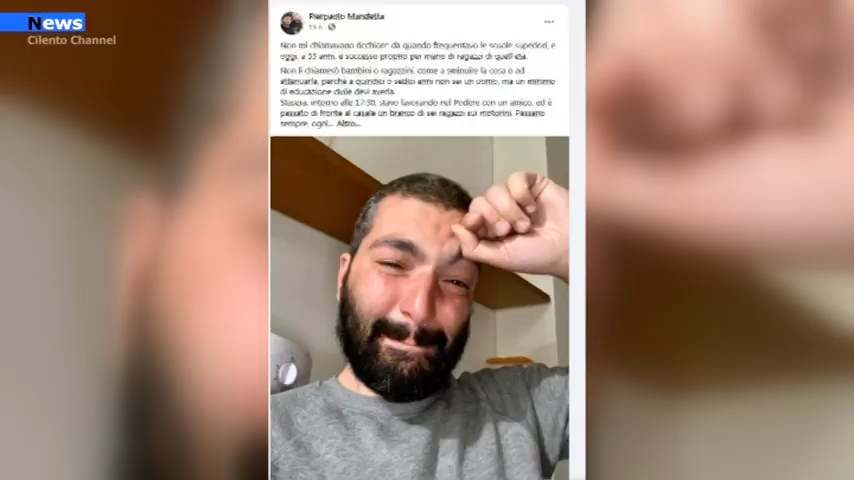 News
Cilento Channel
Pierpaolo Mandetta
Non mi chiamavano ricchione da quando frequentavo le scuole superiori, e
oggi, a 33 anni, è successo proprio per mano di ragazzi di quell'età.
Non li chiamerò bambini o ragazzini, come a sminuire la cosa o ad
attenuarla, perché a quindici o sedici anni non sei un uomo, ma un minimo
di educazione civile devi averla.
Stasera, intorno alle 17:30, stavo lavorando nel Podere con un amico, ed è
passato di fronte al casale un branco di sei ragazzi sui motorini. Passano
sempre, ogni... Altro...